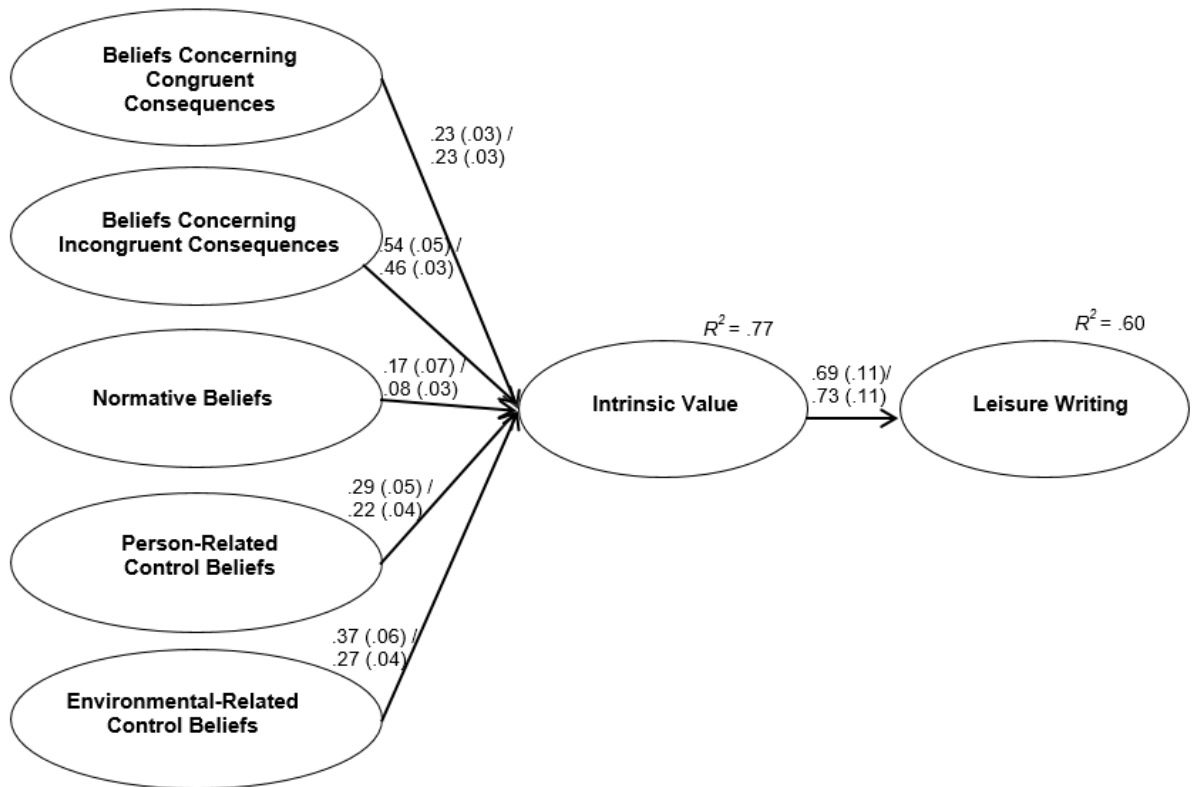 Beliefs Concerning
Congruent
Consequences
.23 (.03) /
.23 (.03)
Beliefs Concerning
Incongruent Consequences
.54 (.05) /
.46 (.03)
Normative Beliefs
.17 (.07) /
.08 (.03)
Person-Related
Control Beliefs
.29 (.05) /
.22 (.04)
Environmental-Related
Control Beliefs
.37 (.06) /
.27 (.04)
R² = .77
Intrinsic Value
.69 (.11)/
.73 (.11)
R² = .60
Leisure Writing